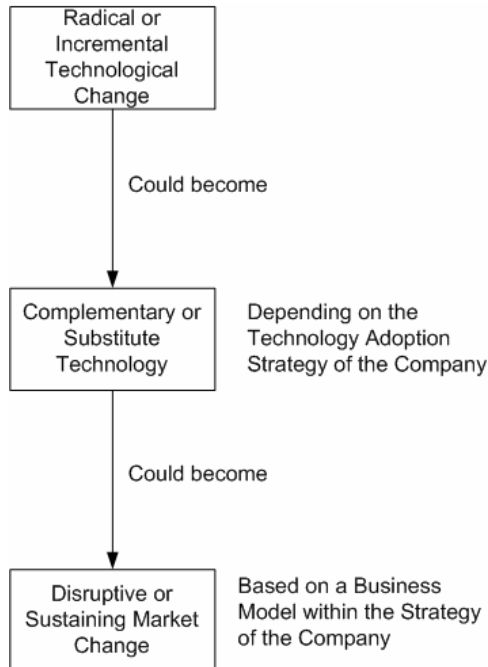 Radical or
Incremental
Technological
Change
Could become
Complementary or
Substitute
Technology
Depending on the
Technology Adoption
Strategy of the Company
Could become
Disruptive or
Sustaining Market
Change
Based on a Business
Model within the Strategy
of the Company